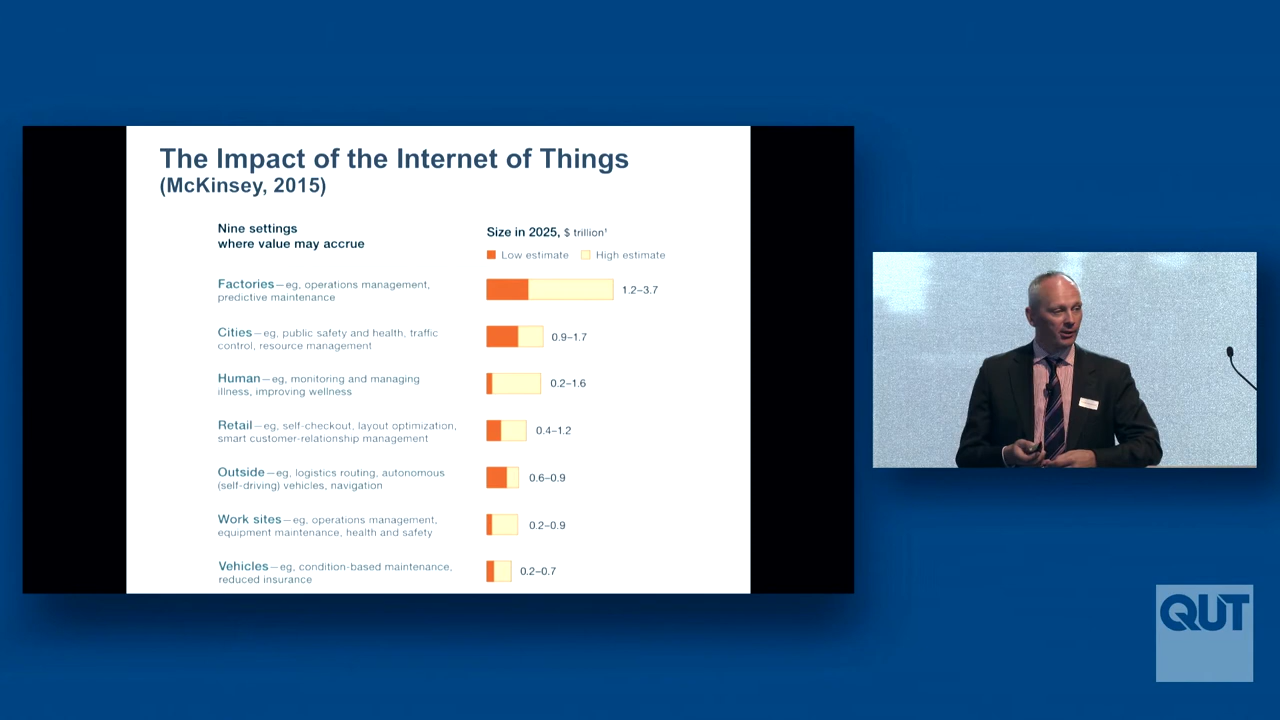 The Impact of the Internet of Things
(McKinsey, 2015)
Nine settings
where value may accrue
Size in 2025, $ trillion¹
Low estimate
High estimate
Factories—eg, operations management,
predictive maintenance
1.2–3.7
Cities—eg, public safety and health, traffic
control, resource management
0.9–1.7
Human—eg, monitoring and managing
illness, improving wellness
0.2–1.6
Retail—eg, self-checkout, layout optimization,
smart customer-relationship management
0.4–1.2
Outside—eg, logistics routing, autonomous
(self-driving) vehicles, navigation
0.6–0.9
Work sites—eg, operations management,
equipment maintenance, health and safety
0.2–0.9
Vehicles—eg, condition-based maintenance,
reduced insurance
0.2–0.7
QUT